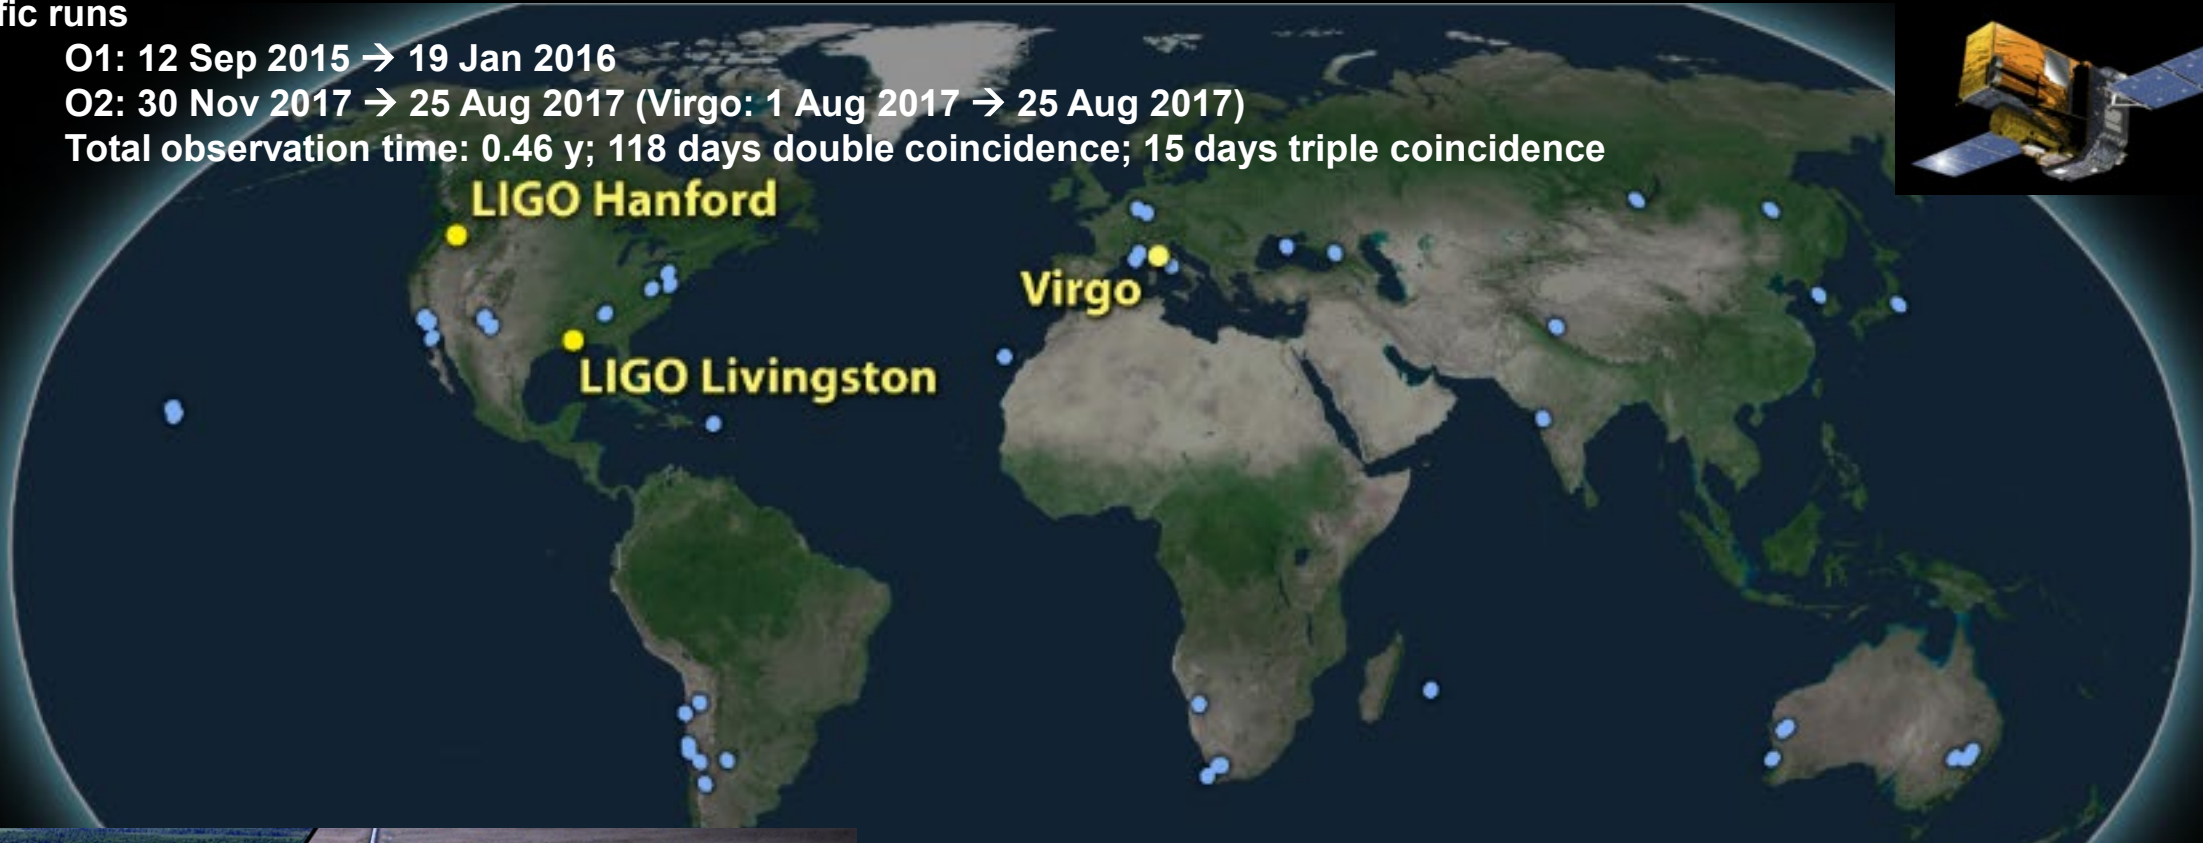 fic runs
O1: 12 Sep 2015 → 19 Jan 2016
O2: 30 Nov 2017 → 25 Aug 2017 (Virgo: 1 Aug 2017 → 25 Aug 2017)
Total observation time: 0.46 y; 118 days double coincidence; 15 days triple coincidence
LIGO Hanford
Virgo
LIGO Livingston